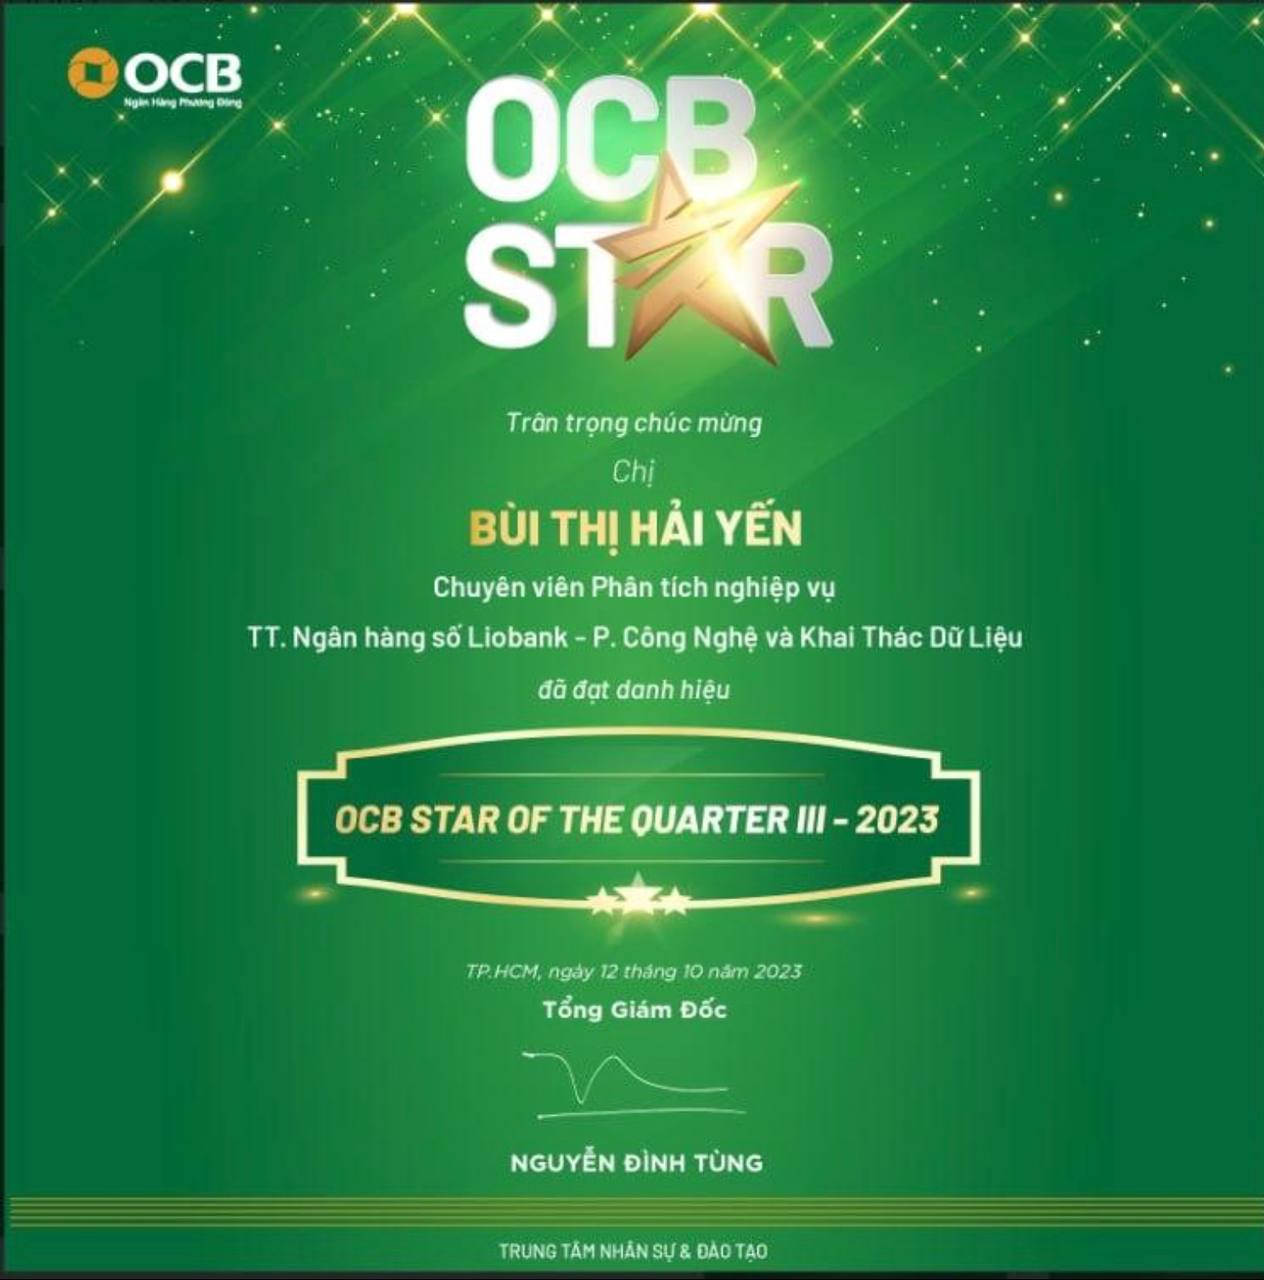 OCB
Ngân Hàng Phương Đông
OCB
STAR
Trân trọng chúc mừng
Chị
BÙI THỊ HẢI YẾN
Chuyên viên Phân tích nghiệp vụ
TT. Ngân hàng số Liobank - P. Công Nghệ và Khai Thác Dữ Liệu
đã đạt danh hiệu
OCB STAR OF THE QUARTER III - 2023
TP.HCM, ngày 12 tháng 10 năm 2023
Tổng Giám Đốc
NGUYỄN ĐÌNH TÙNG
TRUNG TÂM NHÂN SỰ & ĐÀO TẠO